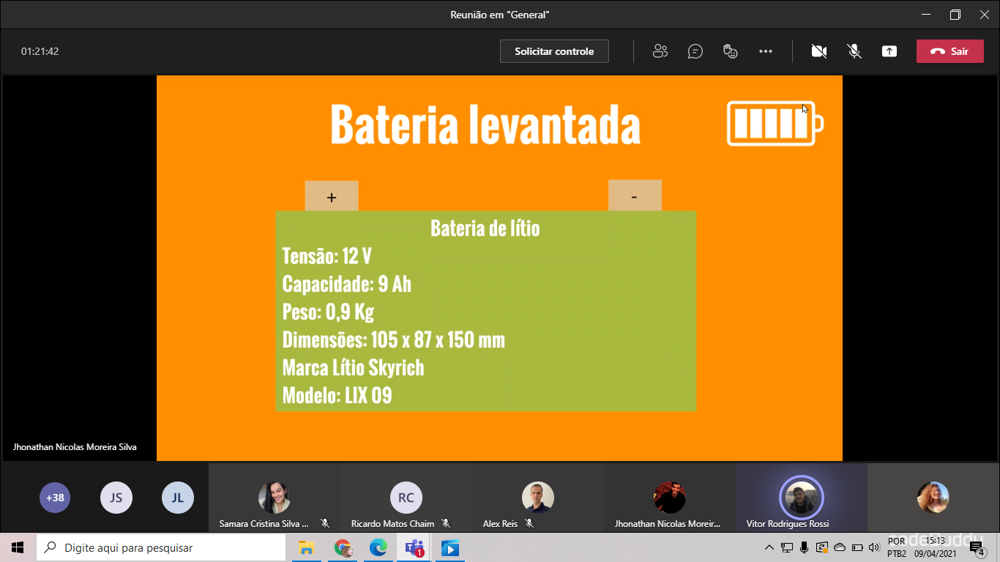 Reunião em "General"
01:21:42
Solicitar controle
Sair
Bateria levantada
+
-
Bateria de lítio
Tensão: 12 V
Capacidade: 9 Ah
Peso: 0,9 Kg
Dimensões: 105 x 87 x 150 mm
Marca Lítio Skyrich
Modelo: LIX 09
Jhonathan Nicolas Moreira Silva
+38
JS
JL
RC
Samara Cristina Silva ...
Ricardo Matos Chaim
Alex Reis
Jhonathan Nicolas Moreir...
Vitor Rodrigues Rossi
Digite aqui para pesquisar
1
POR
PTB2
15:13
09/04/2021
4